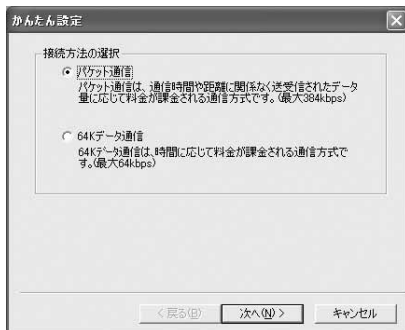 かんたん設定
接続方法の選択
パケット通信
パケット通信は、通信時間や距離に関係なく送受信されたデータ
量に応じて料金が課金される通信方式です。(最大384kbps)
64Kデータ通信
64Kデータ通信は、時間に応じて料金が課金される通信方式で
す。(最大64kbps)
< 戻る(B)
次へ(N) >
キャンセル